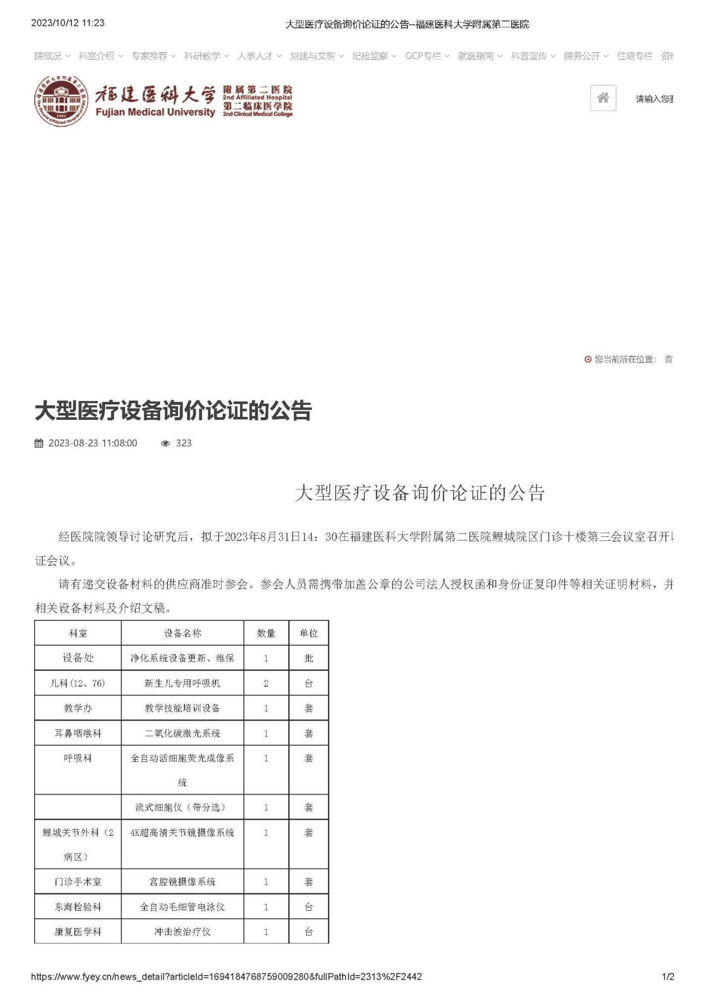 2023/10/12 11:23
大型医疗设备询价论证的公告--福建医科大学附属第二医院
院概况 科室介绍 专家推荐 科研教学 人事人才 党建与文明 纪检监察 GCP专栏 就医指南 科普宣传 院务公开 住培专栏 资
福建医科大学
Fujian Medical University
附属第二医院
2nd Affiliated Hospital
第二临床医学院
2nd Clinical Medical College
请输入您
您当前所在位置： 首
大型医疗设备询价论证的公告
2023-08-23 11:08:00 323
大型医疗设备询价论证的公告
经医院院领导讨论研究后，拟于2023年8月31日14：30在福建医科大学附属第二医院鲤城院区门诊十楼第三会议室召开
证会议。
请有递交设备材料的供应商准时参会。参会人员需携带加盖公章的公司法人授权函和身份证复印件等相关证明材料，并
相关设备材料及介绍文稿。
科室 设备名称 数量 单位
设备处 净化系统设备更新、维保 1 批
儿科(12、76) 新生儿专用呼吸机 2 台
教学办 教学技能培训设备 1 套
耳鼻咽喉科 二氧化碳激光系统 1 套
呼吸科 全自动活细胞荧光成像系 1 套
统
流式细胞仪（带分选） 1 套
鲤城关节外科（2 4K超高清关节镜摄像系统 1 套
病区）
门诊手术室 宫腔镜摄像系统 1 套
东海检验科 全自动毛细管电泳仪 1 台
康复医学科 冲击波治疗仪 1 台
https://www.fyey.cn/news_detail?articleId=1694184768759009280&fullPathId=2313%2F2442
1/2